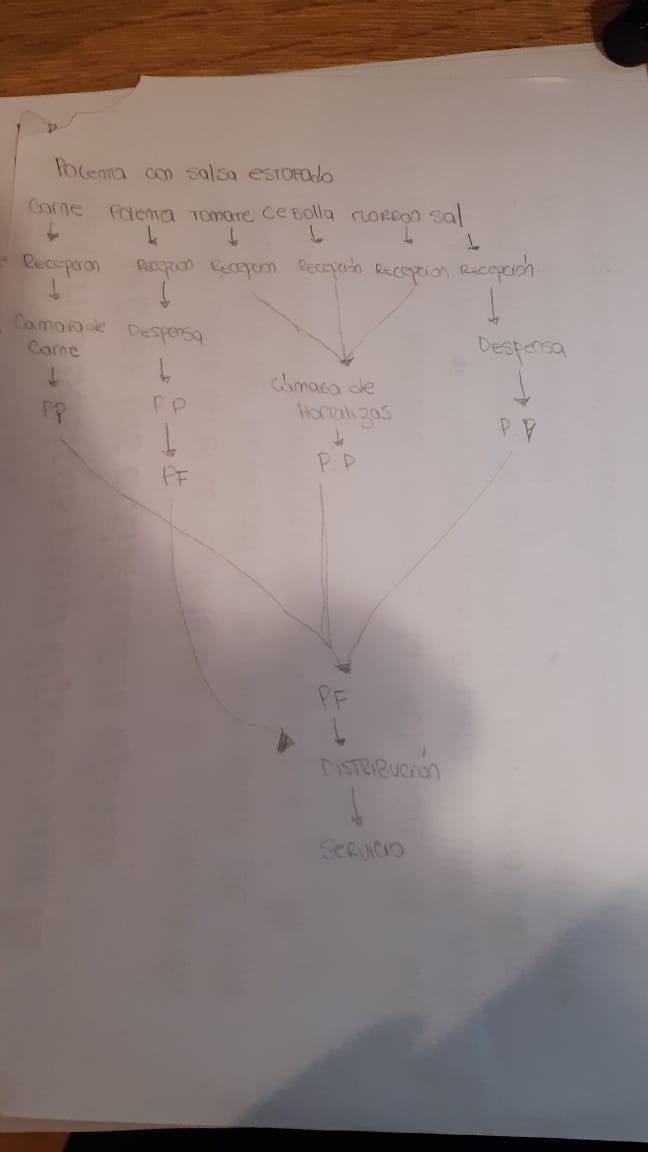 Polenta con salsa estofado
Carne Polenta Tomate Cebolla morron sal
Recepcion Recepcion Recepcion Recepción Recepcion Recepción
Camara de Carne
Despensa
Despensa
Cámara de
Hortalizas
PP
P P
P.P
P.P
PF
PF
DISTRIBución
Servicio